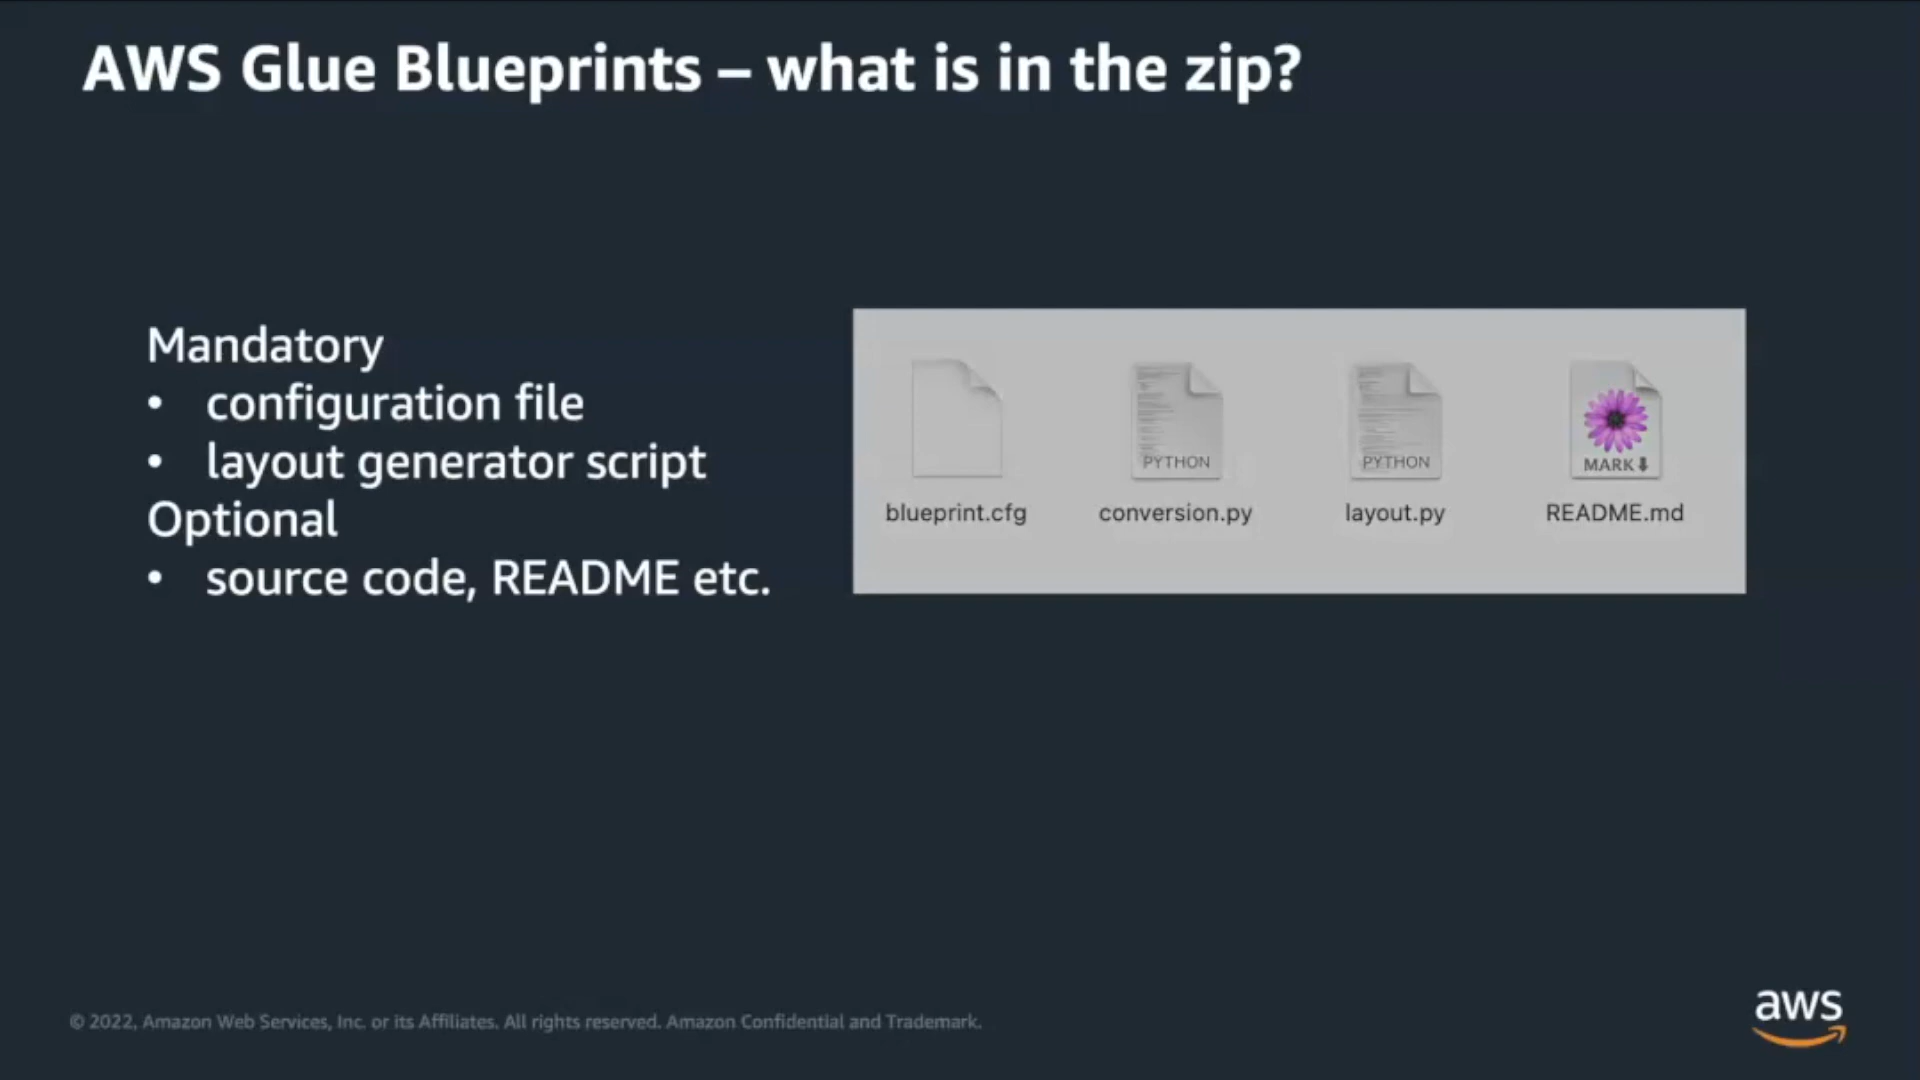 AWS Glue Blueprints – what is in the zip?
Mandatory
• configuration file
• layout generator script
Optional
• source code, README etc.
PYTHON
PYTHON
MARK⬇
blueprint.cfg
conversion.py
layout.py
README.md
© 2022, Amazon Web Services, Inc. or its Affiliates. All rights reserved. Amazon Confidential and Trademark.
aws